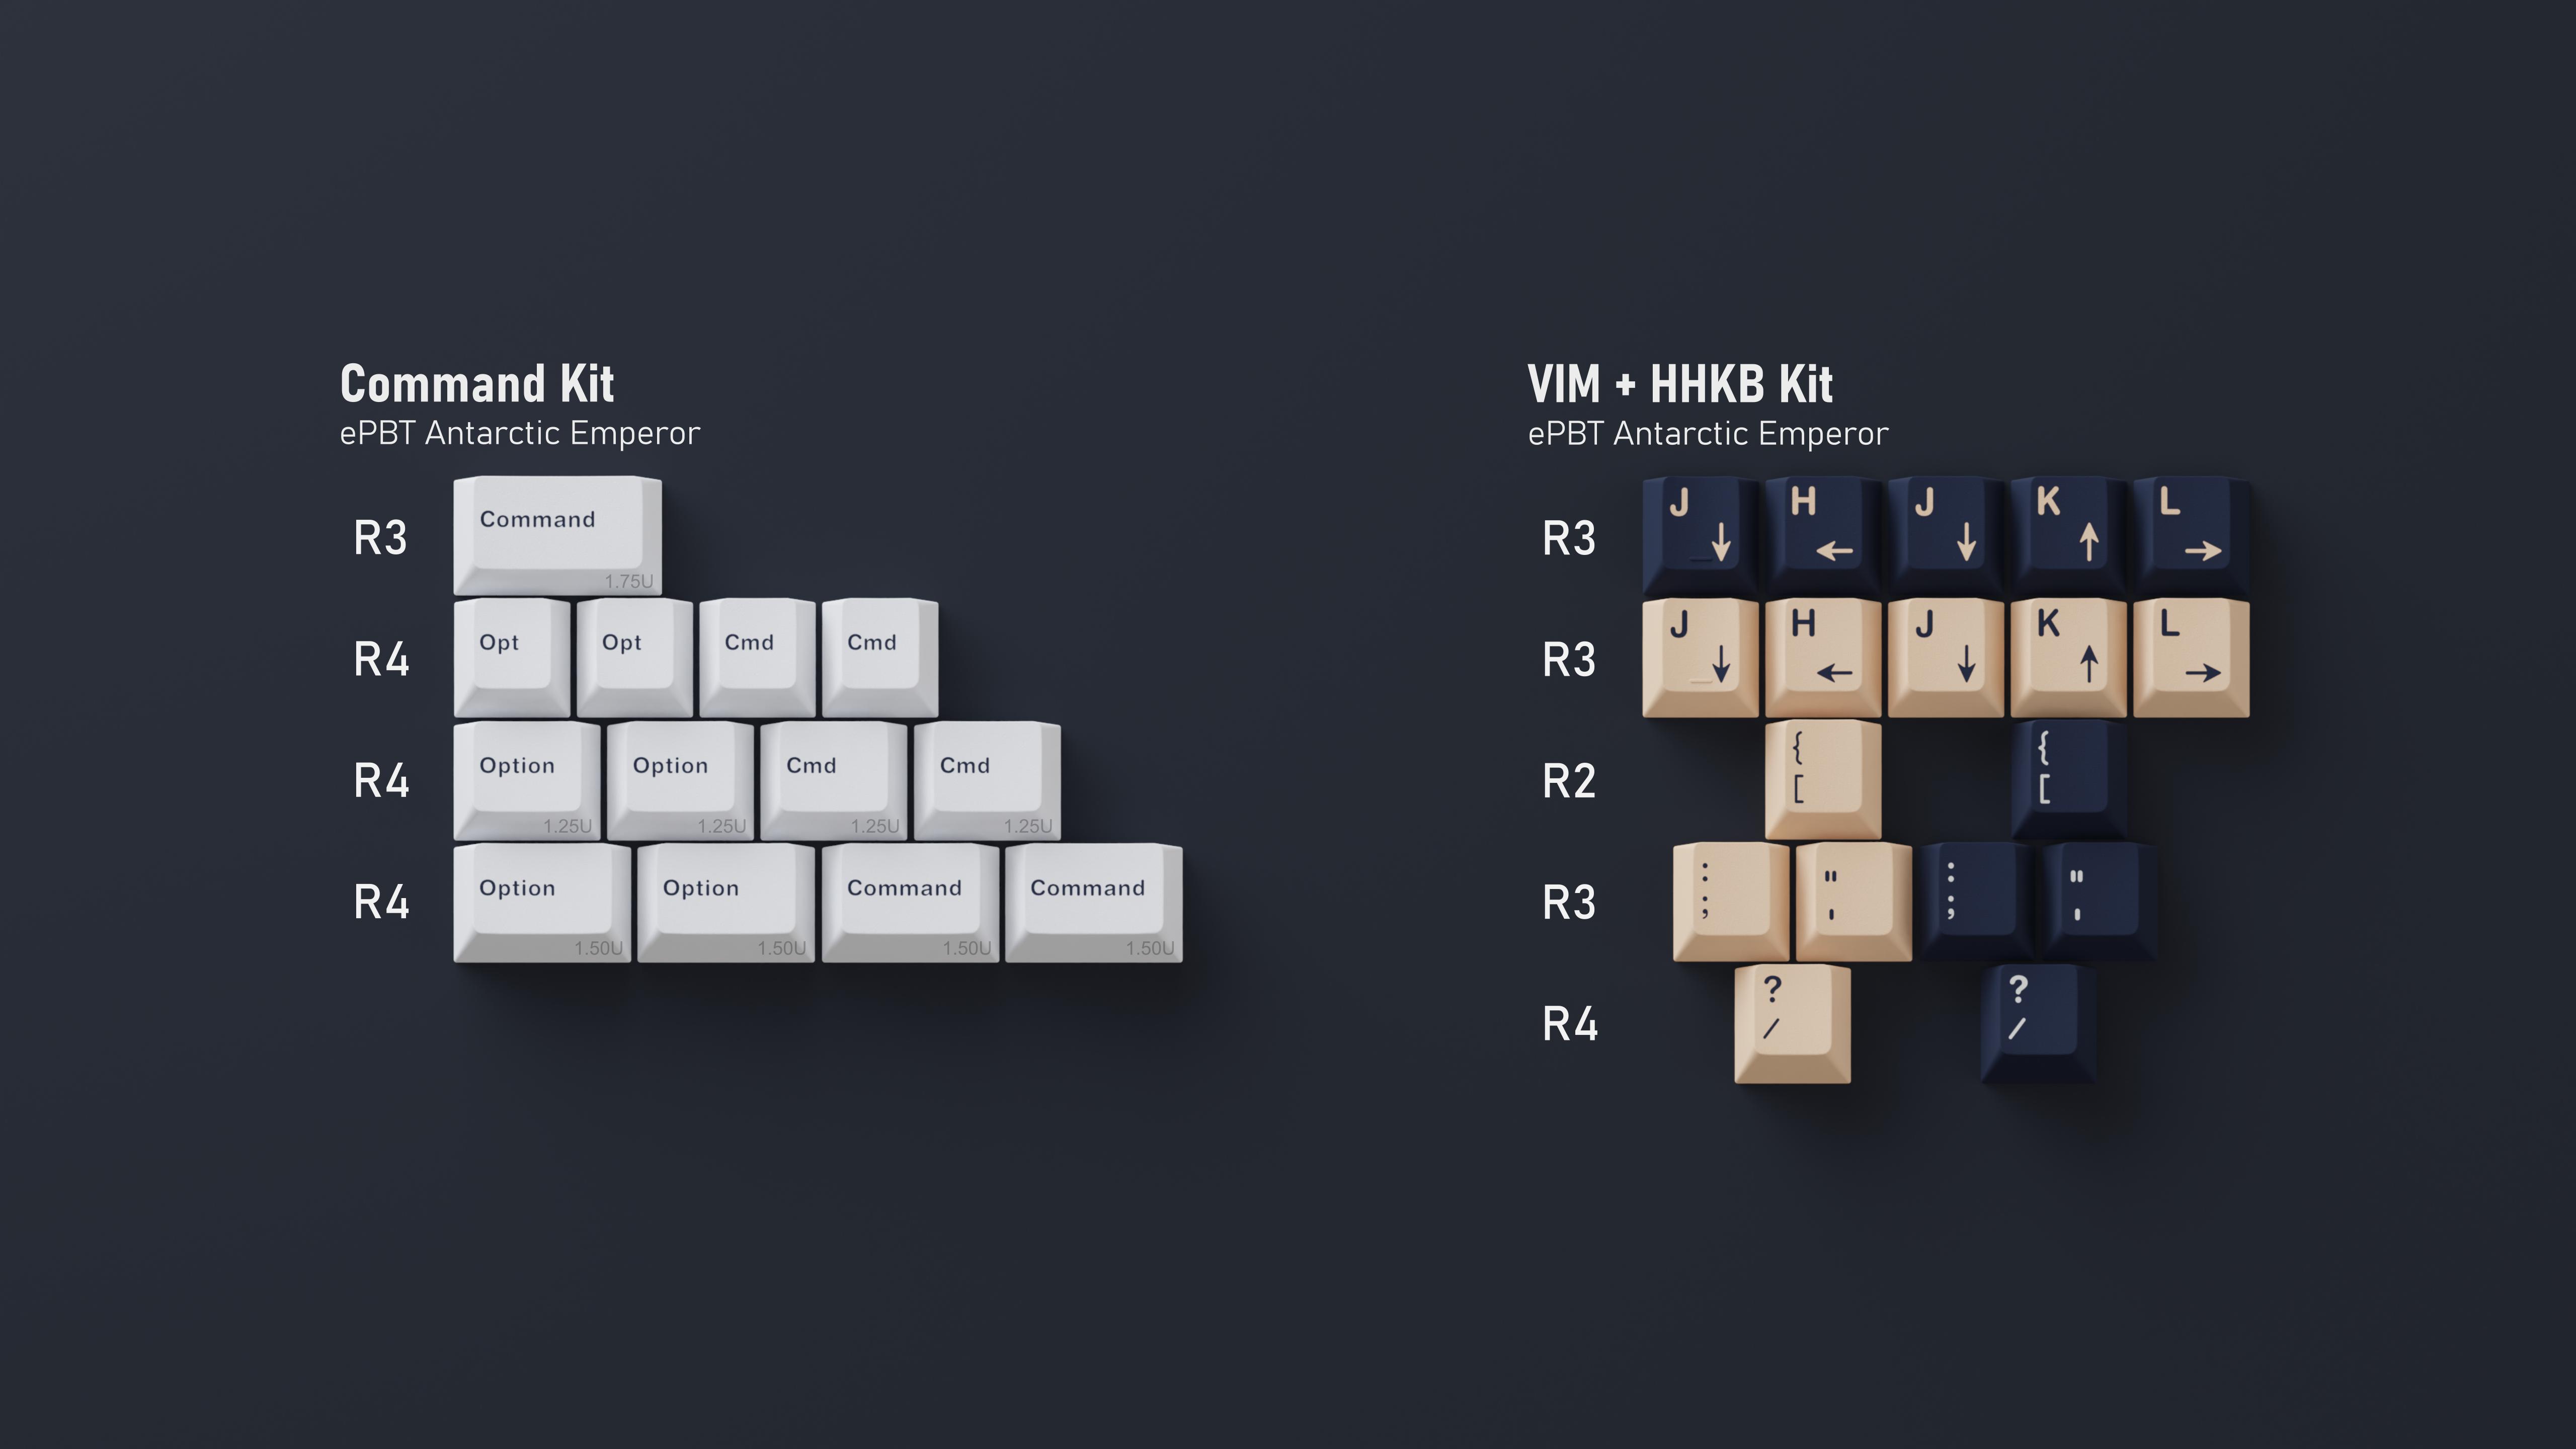 Command Kit
ePBT Antarctic Emperor
R3
Command
1.75U
R4
Opt Opt Cmd Cmd
R4
Option Option Cmd Cmd
1.25U 1.25U 1.25U 1.25U
R4
Option Option Command Command
1.50U 1.50U 1.50U 1.50U
VIM + HHKB Kit
ePBT Antarctic Emperor
R3
J H J K L
↓ ← ↓ ↑ →
R3
J H J K L
↓ ← ↓ ↑ →
R2
{ {
[ [
R3
: " : "
; ' ; '
R4
? ?
/ /